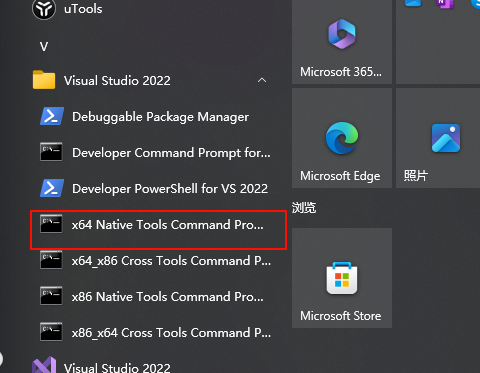 uTools
V
Visual Studio 2022
Debuggable Package Manager
Developer Command Prompt for...
Developer PowerShell for VS 2022
x64 Native Tools Command Pro...
x64_x86 Cross Tools Command P...
x86 Native Tools Command Pro...
x86_x64 Cross Tools Command P...
Visual Studio 2022
Microsoft 365...
Microsoft Edge
照片
浏览
Microsoft Store